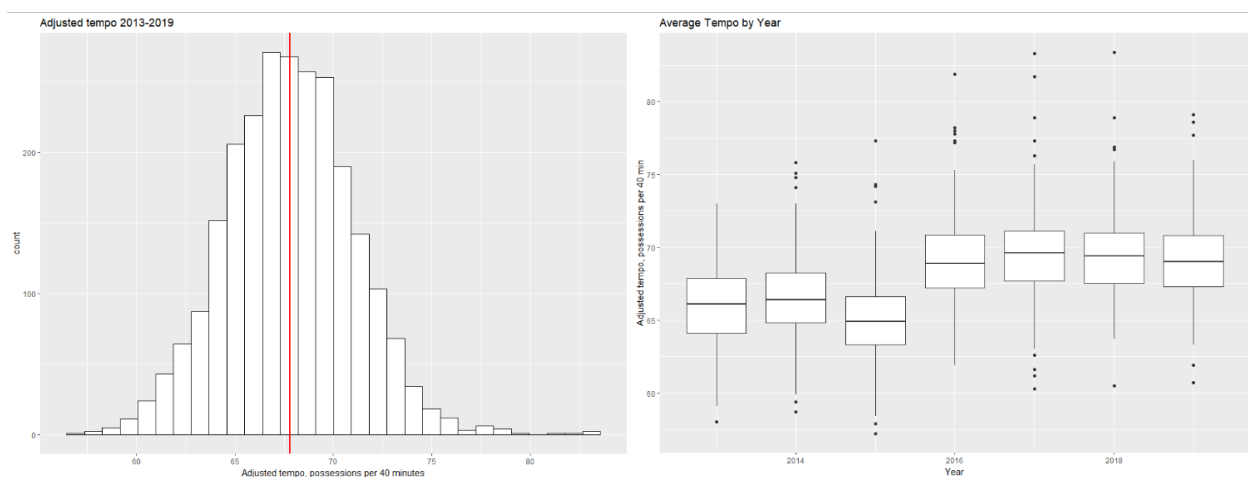 Adjusted tempo 2013-2019
count
200
100
0
60
65
70
75
80
Adjusted tempo, possessions per 40 minutes
Average Tempo by Year
Adjusted tempo, possessions per 40 min
80
75
70
65
60
2014
2016
2018
Year